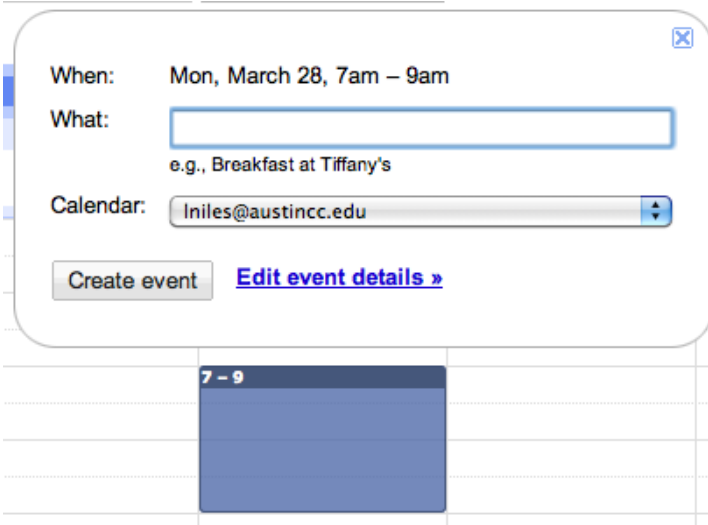 When: Mon, March 28, 7am – 9am
What:
e.g., Breakfast at Tiffany's
Calendar: lniles@austincc.edu
Create event Edit event details »
7 – 9